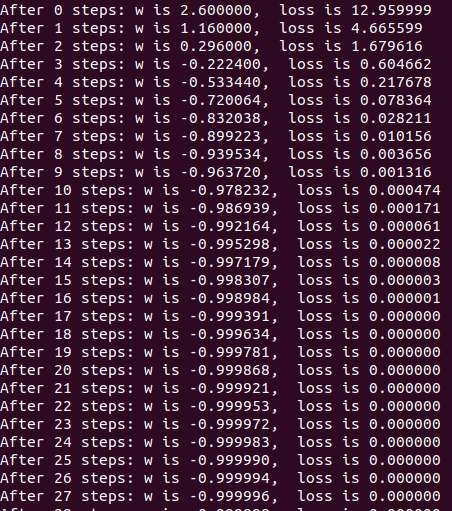 After 0 steps: w is 2.600000,  loss is 12.959999
After 1 steps: w is 1.160000,  loss is 4.665599
After 2 steps: w is 0.296000,  loss is 1.679616
After 3 steps: w is -0.222400,  loss is 0.604662
After 4 steps: w is -0.533440,  loss is 0.217678
After 5 steps: w is -0.720064,  loss is 0.078364
After 6 steps: w is -0.832038,  loss is 0.028211
After 7 steps: w is -0.899223,  loss is 0.010156
After 8 steps: w is -0.939534,  loss is 0.003656
After 9 steps: w is -0.963720,  loss is 0.001316
After 10 steps: w is -0.978232,  loss is 0.000474
After 11 steps: w is -0.986939,  loss is 0.000171
After 12 steps: w is -0.992164,  loss is 0.000061
After 13 steps: w is -0.995298,  loss is 0.000022
After 14 steps: w is -0.997179,  loss is 0.000008
After 15 steps: w is -0.998307,  loss is 0.000003
After 16 steps: w is -0.998984,  loss is 0.000001
After 17 steps: w is -0.999391,  loss is 0.000000
After 18 steps: w is -0.999634,  loss is 0.000000
After 19 steps: w is -0.999781,  loss is 0.000000
After 20 steps: w is -0.999868,  loss is 0.000000
After 21 steps: w is -0.999921,  loss is 0.000000
After 22 steps: w is -0.999953,  loss is 0.000000
After 23 steps: w is -0.999972,  loss is 0.000000
After 24 steps: w is -0.999983,  loss is 0.000000
After 25 steps: w is -0.999990,  loss is 0.000000
After 26 steps: w is -0.999994,  loss is 0.000000
After 27 steps: w is -0.999996,  loss is 0.000000